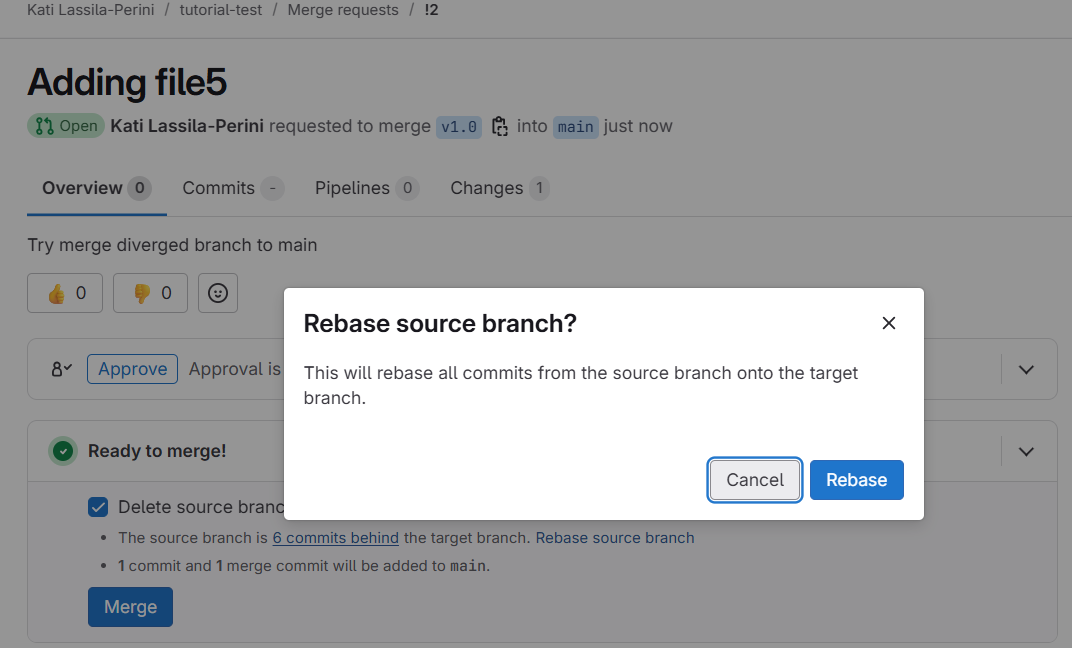 Kati Lassila-Perini / tutorial-test / Merge requests / !2
Adding file5
Open Kati Lassila-Perini requested to merge v1.0 into main just now
Overview 0 Commits - Pipelines 0 Changes 1
Try merge diverged branch to main
0 0
Rebase source branch?
This will rebase all commits from the source branch onto the target
branch.
Cancel Rebase
Approve Approval is
Ready to merge!
Delete source branc
The source branch is 6 commits behind the target branch. Rebase source branch
1 commit and 1 merge commit will be added to main.
Merge